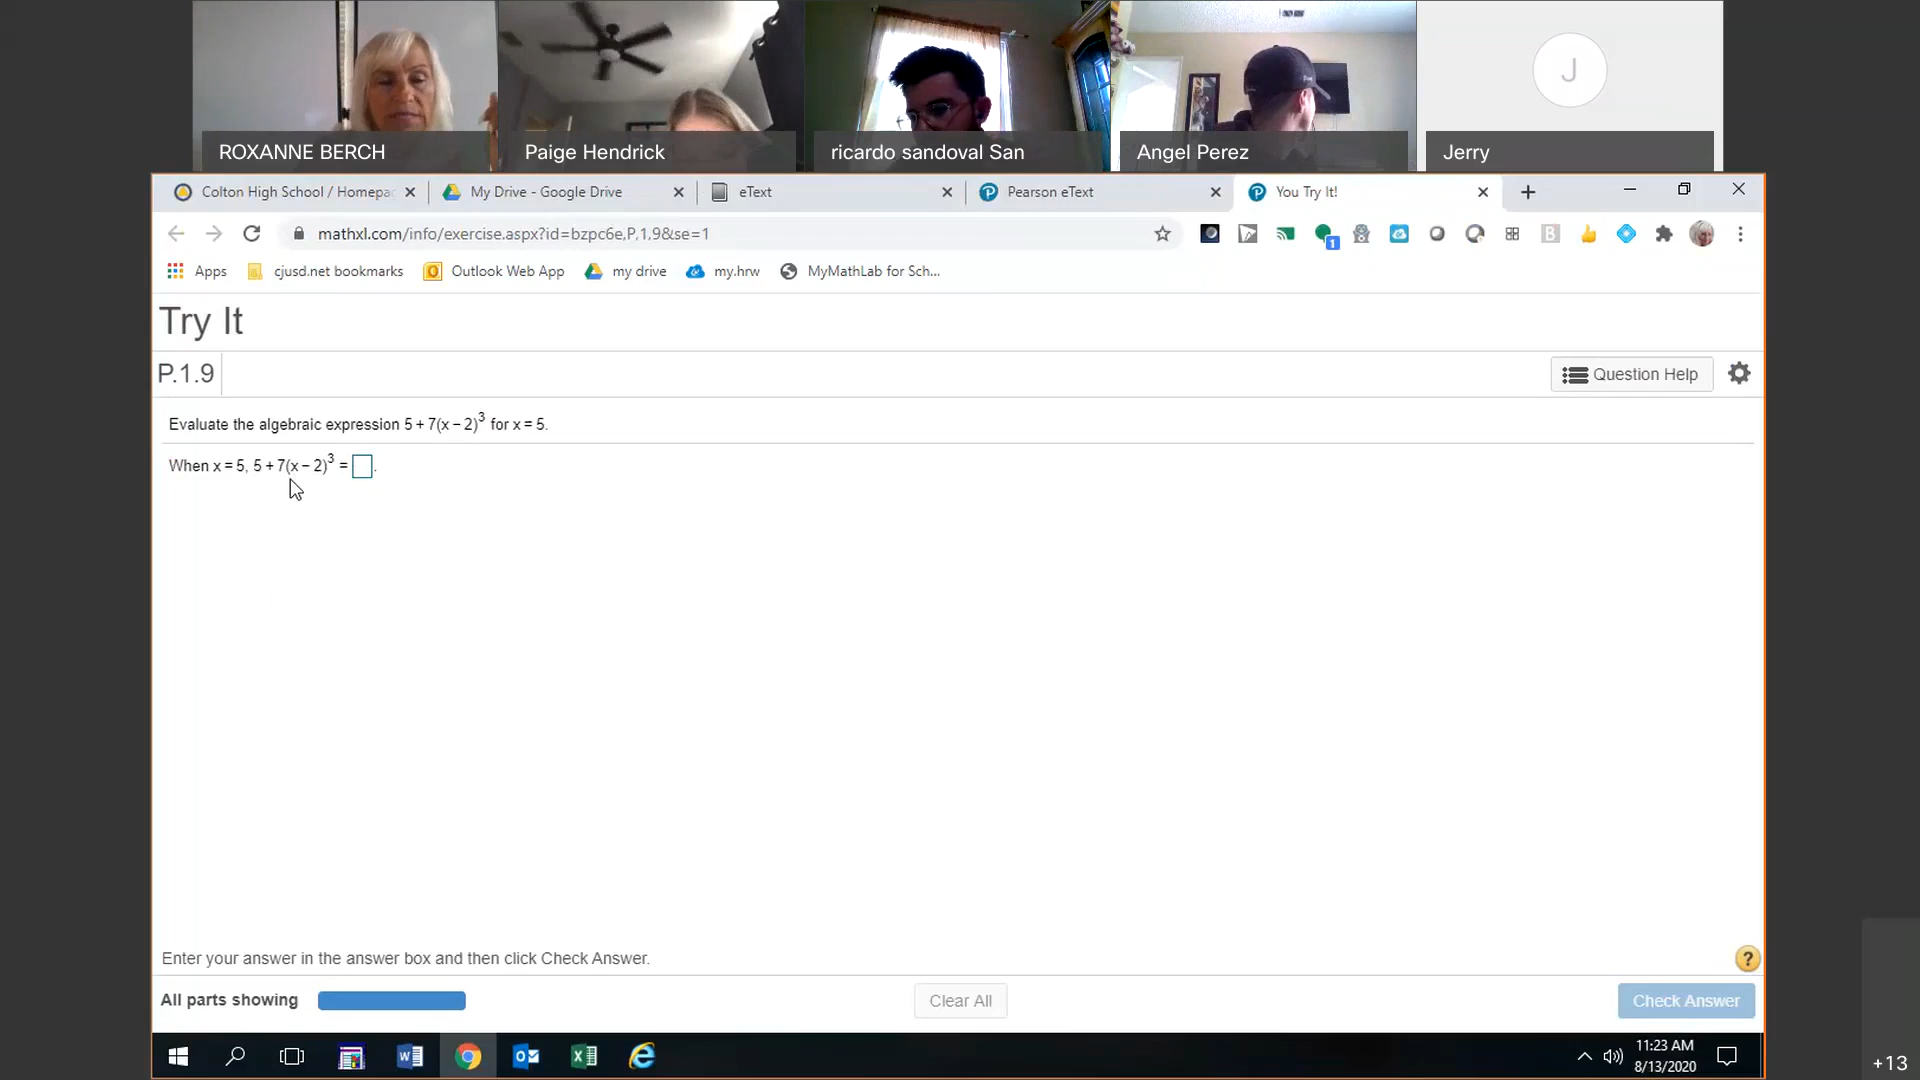 ROXANNE BERCH
Paige Hendrick
ricardo sandoval San
Angel Perez
J
Jerry
Colton High School / Homepa
My Drive - Google Drive
eText
Pearson eText
You Try It!
mathxl.com/info/exercise.aspx?id=bzpc6e,P,1,9&se=1
1
Apps
cjusd.net bookmarks
Outlook Web App
my drive
my.hrw
MyMathLab for Sch...
Try It
P.1.9
Question Help
Evaluate the algebraic expression 5 + 7(x − 2)³ for x = 5.
When x = 5, 5 + 7(x − 2)³ = .
Enter your answer in the answer box and then click Check Answer.
?
All parts showing
Clear All
Check Answer
11:23 AM
8/13/2020
+13